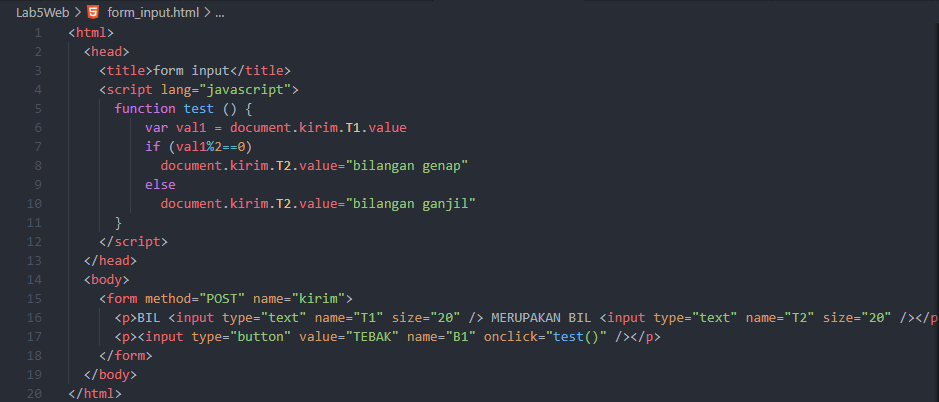 Lab5Web > form_input.html > ...
1 <html>
2 <head>
3 <title>form input</title>
4 <script lang="javascript">
5 function test () {
6 var val1 = document.kirim.T1.value
7 if (val1%2==0)
8 document.kirim.T2.value="bilangan genap"
9 else
10 document.kirim.T2.value="bilangan ganjil"
11 }
12 </script>
13 </head>
14 <body>
15 <form method="POST" name="kirim">
16 <p>BIL <input type="text" name="T1" size="20" /> MERUPAKAN BIL <input type="text" name="T2" size="20" /></p
17 <p><input type="button" value="TEBAK" name="B1" onclick="test()" /></p>
18 </form>
19 </body>
20 </html>